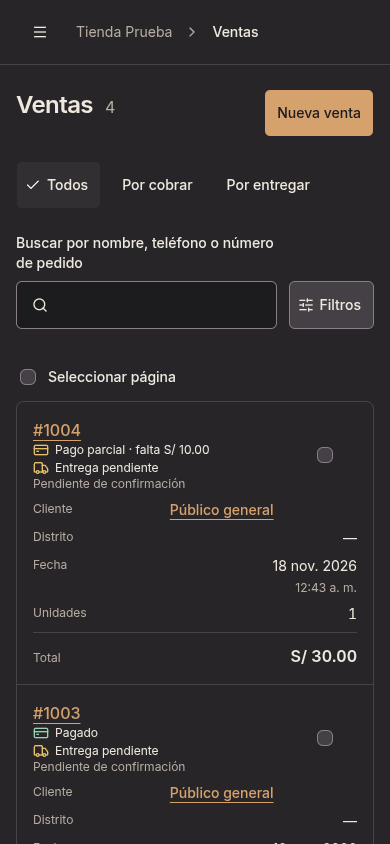 Tienda Prueba > Ventas
Ventas 4
Nueva venta
Todos
Por cobrar
Por entregar
Buscar por nombre, teléfono o número
de pedido
Filtros
Seleccionar página
#1004
Pago parcial · falta S/ 10.00
Entrega pendiente
Pendiente de confirmación
Cliente Público general
Distrito —
Fecha 18 nov. 2026
12:43 a. m.
Unidades 1
Total S/ 30.00
#1003
Pagado
Entrega pendiente
Pendiente de confirmación
Cliente Público general
Distrito —